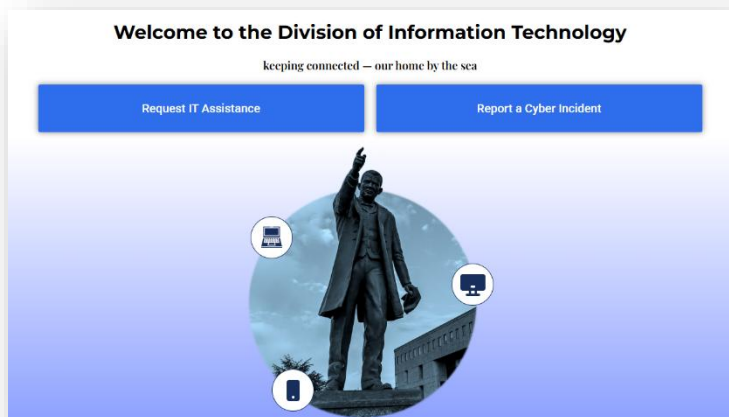 Welcome to the Division of Information Technology
keeping connected — our home by the sea
Request IT Assistance
Report a Cyber Incident